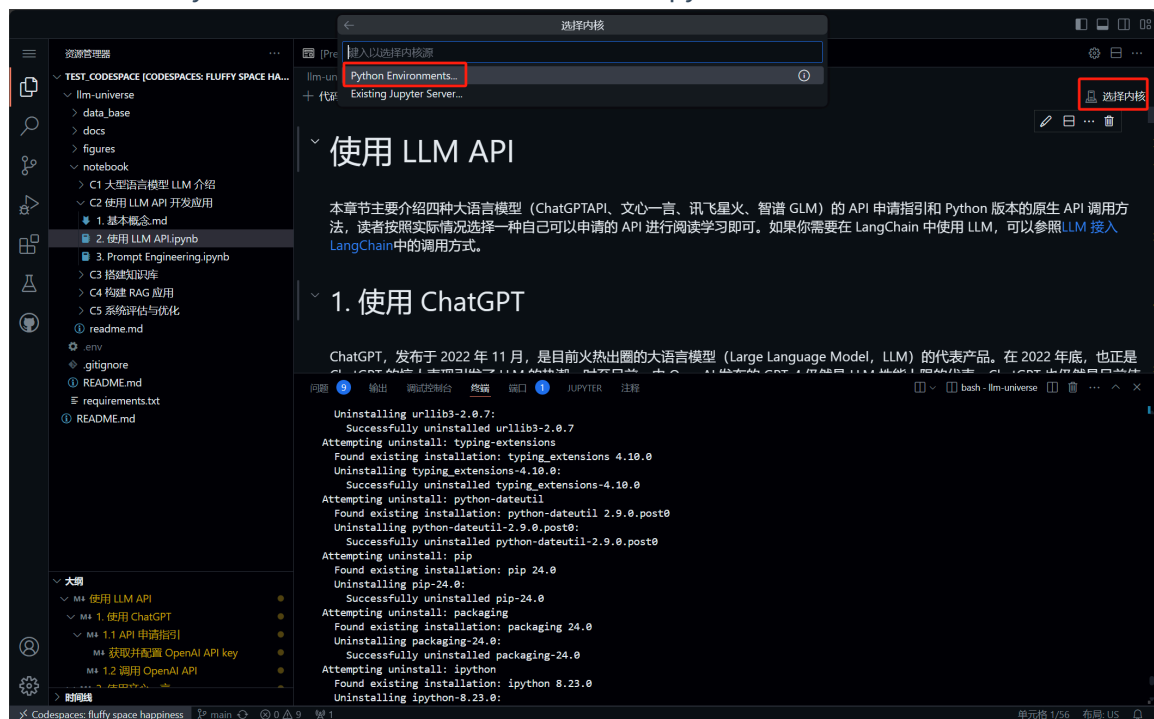 选择内核
键入以选择内核源
Python Environments...
Existing Jupyter Server...
资源管理器
[Pre
TEST_CODESPACE [CODESPACES: FLUFFY SPACE HA...
llm-universe
data_base
docs
figures
notebook
C1 大型语言模型 LLM 介绍
C2 使用 LLM API 开发应用
1. 基本概念.md
2. 使用 LLM API.ipynb
3. Prompt Engineering.ipynb
C3 搭建知识库
C4 构建 RAG 应用
C5 系统评估与优化
readme.md
.env
.gitignore
README.md
requirements.txt
README.md
llm-un
+ 代码
选择内核
使用 LLM API
本章节主要介绍四种大语言模型（ChatGPTAPI、文心一言、讯飞星火、智谱 GLM）的 API 申请指引和 Python 版本的原生 API 调用方
法，读者按照实际情况选择一种自己可以申请的 API 进行阅读学习即可。如果你需要在 LangChain 中使用 LLM，可以参照LLM 接入
LangChain中的调用方式。
1. 使用 ChatGPT
ChatGPT，发布于 2022 年 11 月，是目前火热出圈的大语言模型（Large Language Model，LLM）的代表产品。在 2022 年底，也正是
问题 9 输出 调试控制台 终端 端口 1 JUPYTER 注释
bash - llm-universe
Uninstalling urllib3-2.0.7:
Successfully uninstalled urllib3-2.0.7
Attempting uninstall: typing-extensions
Found existing installation: typing_extensions 4.10.0
Uninstalling typing_extensions-4.10.0:
Successfully uninstalled typing_extensions-4.10.0
Attempting uninstall: python-dateutil
Found existing installation: python-dateutil 2.9.0.post0
Uninstalling python-dateutil-2.9.0.post0:
Successfully uninstalled python-dateutil-2.9.0.post0
Attempting uninstall: pip
Found existing installation: pip 24.0
Uninstalling pip-24.0:
Successfully uninstalled pip-24.0
Attempting uninstall: packaging
Found existing installation: packaging 24.0
Uninstalling packaging-24.0:
Successfully uninstalled packaging-24.0
Attempting uninstall: ipython
Found existing installation: ipython 8.23.0
Uninstalling ipython-8.23.0:
大纲
M↓ 使用 LLM API
M↓ 1. 使用 ChatGPT
M↓ 1.1 API 申请指引
M↓ 获取并配置 OpenAI API key
M↓ 1.2 调用 OpenAI API
时间线
Codespaces: fluffy space happiness main 0 9 1
单元格 1/56 布局: US